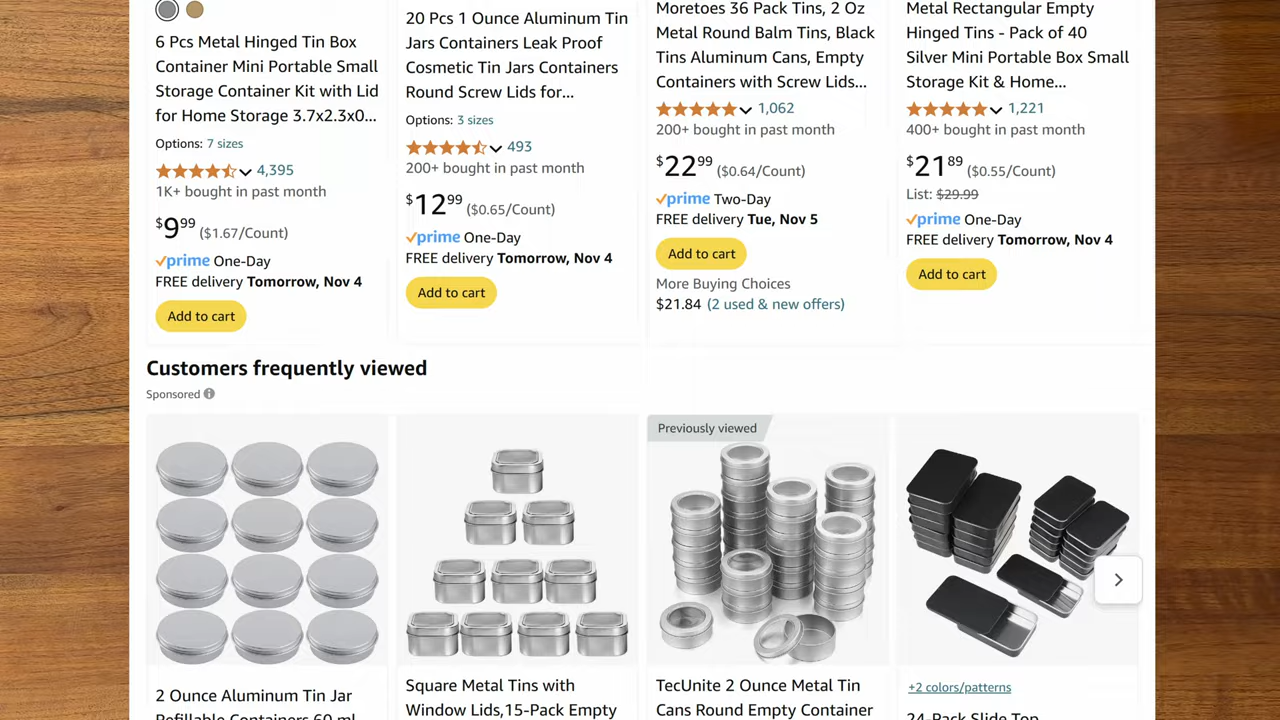 6 Pcs Metal Hinged Tin Box
Container Mini Portable Small
Storage Container Kit with Lid
for Home Storage 3.7x2.3x0...
Options: 7 sizes
4,395
1K+ bought in past month
$9.99 ($1.67/Count)
prime One-Day
FREE delivery Tomorrow, Nov 4
Add to cart
20 Pcs 1 Ounce Aluminum Tin
Jars Containers Leak Proof
Cosmetic Tin Jars Containers
Round Screw Lids for...
Options: 3 sizes
493
200+ bought in past month
$12.99 ($0.65/Count)
prime One-Day
FREE delivery Tomorrow, Nov 4
Add to cart
Moretoes 36 Pack Tins, 2 Oz
Metal Round Balm Tins, Black
Tins Aluminum Cans, Empty
Containers with Screw Lids...
1,062
200+ bought in past month
$22.99 ($0.64/Count)
prime Two-Day
FREE delivery Tue, Nov 5
Add to cart
More Buying Choices
$21.84 (2 used & new offers)
Metal Rectangular Empty
Hinged Tins - Pack of 40
Silver Mini Portable Box Small
Storage Kit & Home...
1,221
400+ bought in past month
$21.89 ($0.55/Count)
List: $29.99
prime One-Day
FREE delivery Tomorrow, Nov 4
Add to cart
Customers frequently viewed
Sponsored
Previously viewed
2 Ounce Aluminum Tin Jar
Refillable Containers 60 ml
Square Metal Tins with
Window Lids,15-Pack Empty
TecUnite 2 Ounce Metal Tin
Cans Round Empty Container
+2 colors/patterns
24-Pack Slide Top